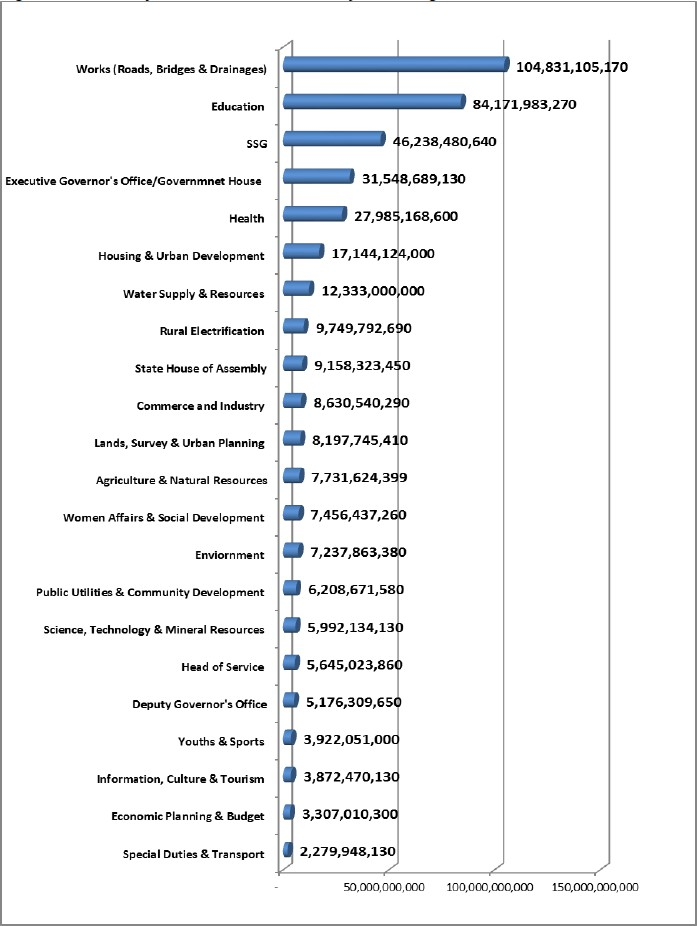 Works (Roads, Bridges & Drainages) 104,831,105,170
Education 84,171,983,270
SSG 46,238,480,640
Executive Governor's Office/Governmnet House 31,548,689,130
Health 27,985,168,600
Housing & Urban Development 17,144,124,000
Water Supply & Resources 12,333,000,000
Rural Electrification 9,749,792,690
State House of Assembly 9,158,323,450
Commerce and Industry 8,630,540,290
Lands, Survey & Urban Planning 8,197,745,410
Agriculture & Natural Resources 7,731,624,399
Women Affairs & Social Development 7,456,437,260
Enviornment 7,237,863,380
Public Utilities & Community Development 6,208,671,580
Science, Technology & Mineral Resources 5,992,134,130
Head of Service 5,645,023,860
Deputy Governor's Office 5,176,309,650
Youths & Sports 3,922,051,000
Information, Culture & Tourism 3,872,470,130
Economic Planning & Budget 3,307,010,300
Special Duties & Transport 2,279,948,130
- 50,000,000,000 100,000,000,000 150,000,000,000